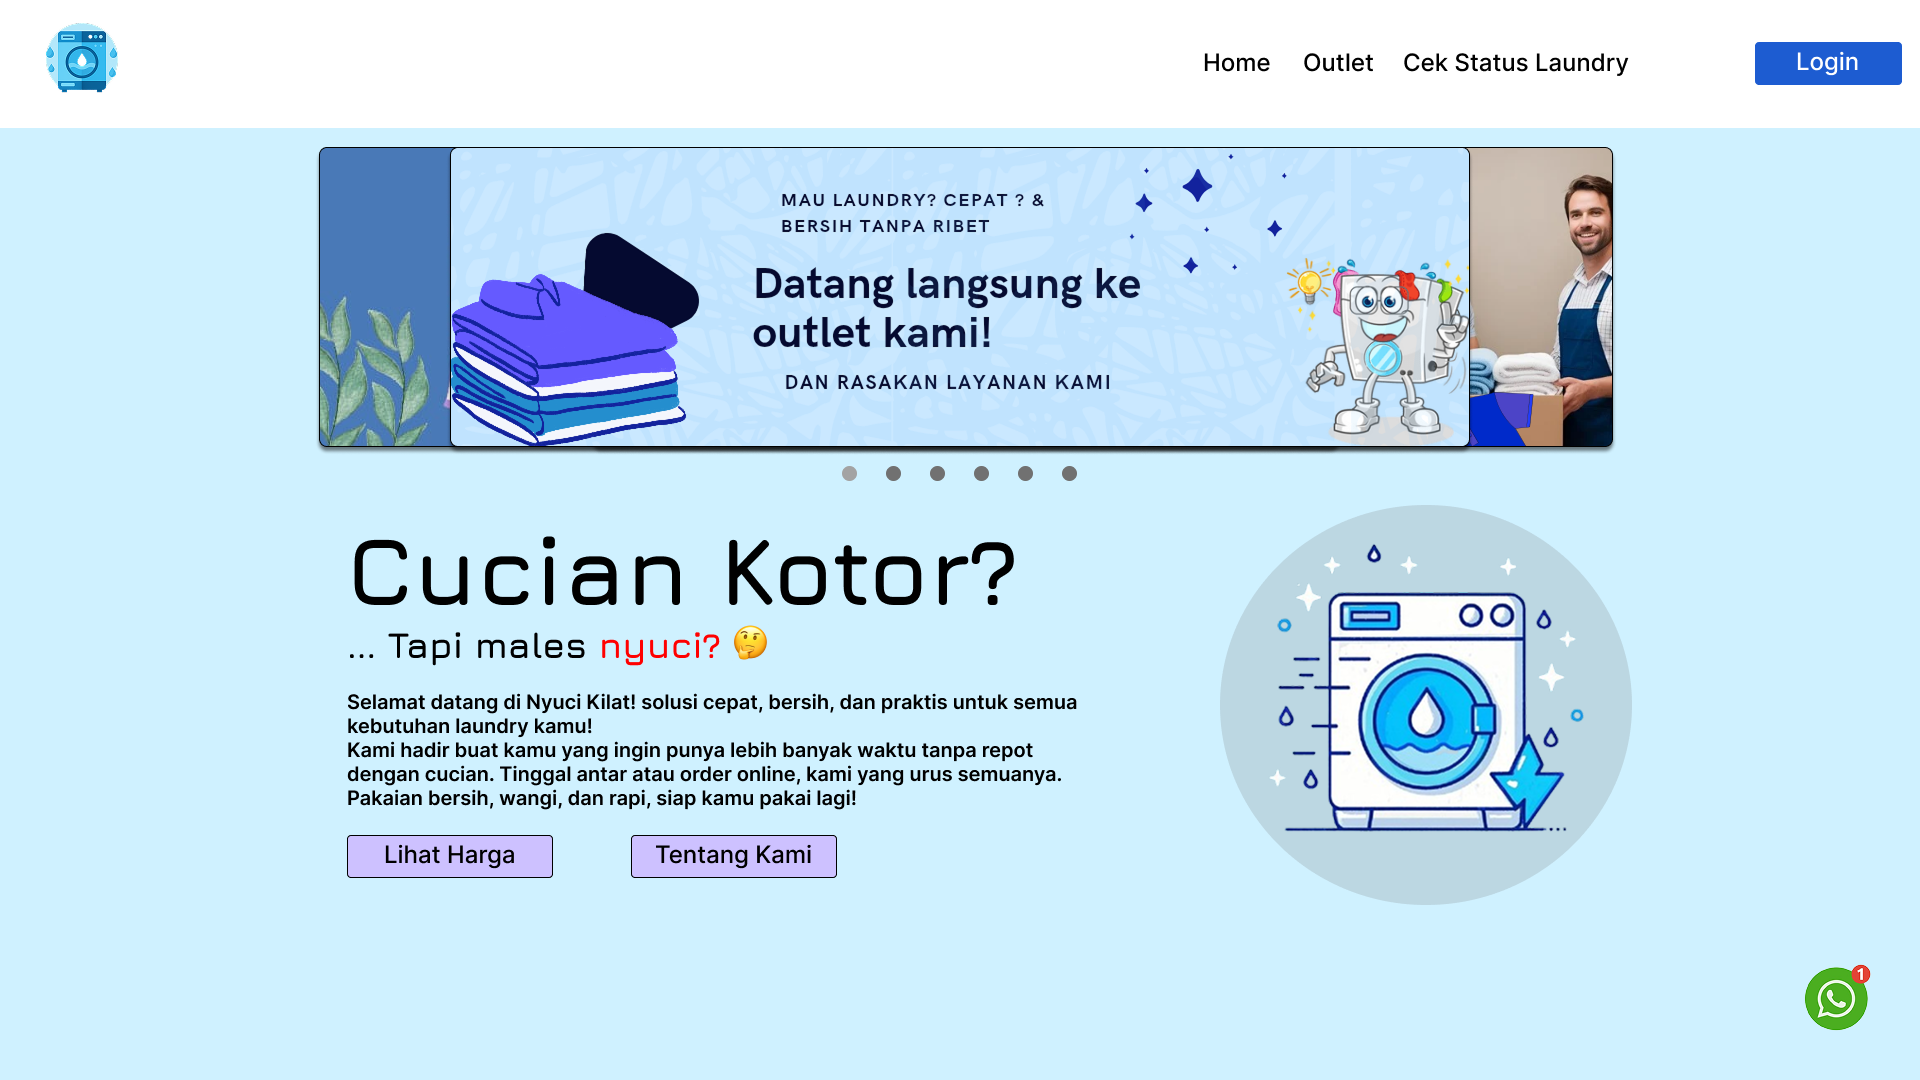 Home
Outlet
Cek Status Laundry
Login
MAU LAUNDRY? CEPAT ? &
BERSIH TANPA RIBET
Datang langsung ke
outlet kami!
DAN RASAKAN LAYANAN KAMI
Cucian Kotor?
... Tapi males nyuci? 🤔
Selamat datang di Nyuci Kilat! solusi cepat, bersih, dan praktis untuk semua
kebutuhan laundry kamu!
Kami hadir buat kamu yang ingin punya lebih banyak waktu tanpa repot
dengan cucian. Tinggal antar atau order online, kami yang urus semuanya.
Pakaian bersih, wangi, dan rapi, siap kamu pakai lagi!
Lihat Harga
Tentang Kami
1